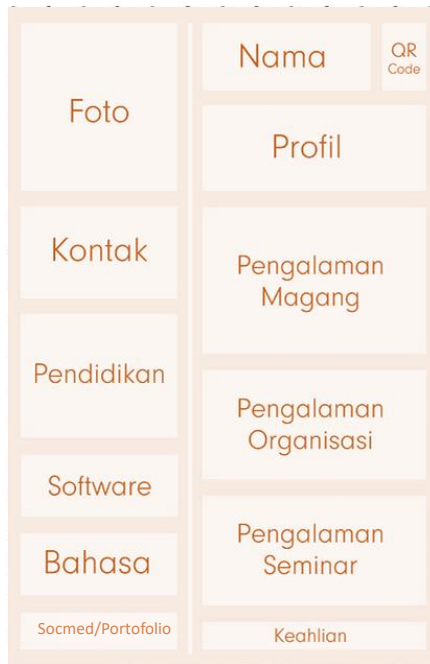 Foto
Kontak
Pendidikan
Software
Bahasa
Socmed/Portofolio
Nama
QR
Code
Profil
Pengalaman
Magang
Pengalaman
Organisasi
Pengalaman
Seminar
Keahlian